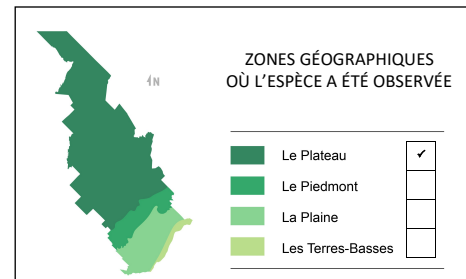 ZONES GÉOGRAPHIQUES
OÙ L'ESPÈCE A ÉTÉ OBSERVÉE
N
Le Plateau ✓
Le Piedmont
La Plaine
Les Terres-Basses